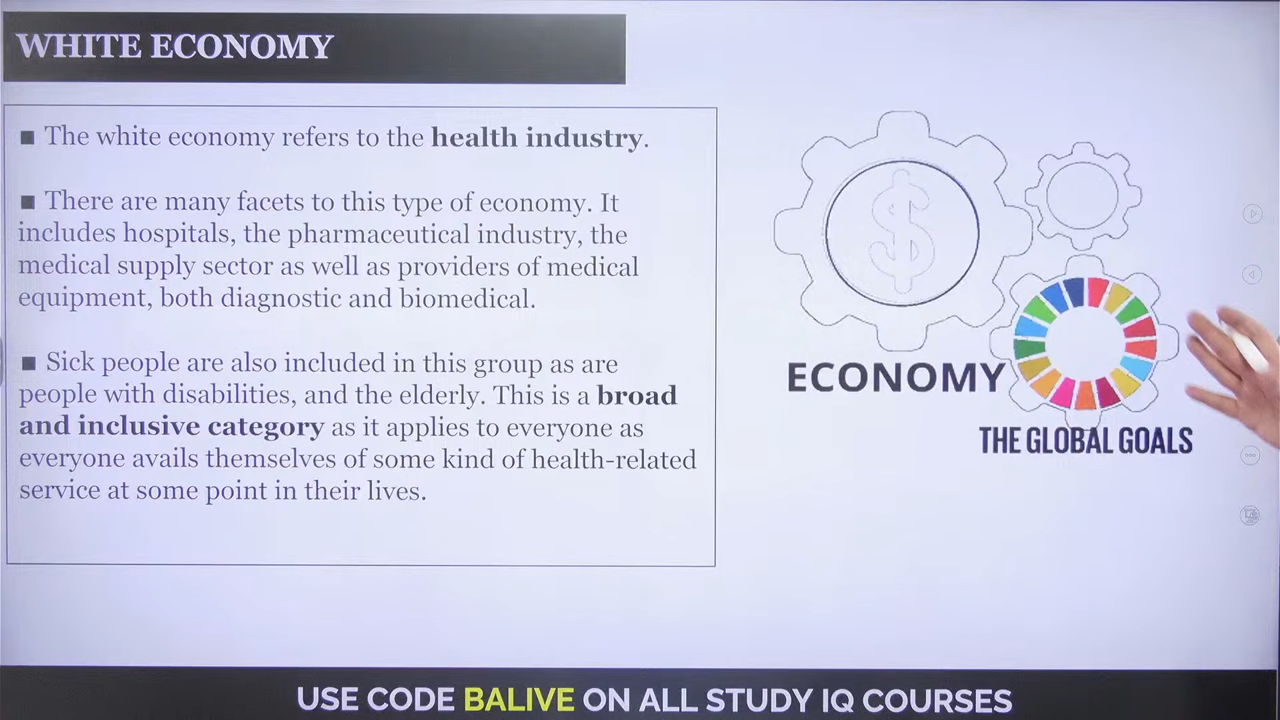 WHITE ECONOMY
■ The white economy refers to the health industry.
■ There are many facets to this type of economy. It
includes hospitals, the pharmaceutical industry, the
medical supply sector as well as providers of medical
equipment, both diagnostic and biomedical.
■ Sick people are also included in this group as are
people with disabilities, and the elderly. This is a broad
and inclusive category as it applies to everyone as
everyone avails themselves of some kind of health-related
service at some point in their lives.
$
ECONOMY
THE GLOBAL GOALS
USE CODE BALIVE ON ALL STUDY IQ COURSES